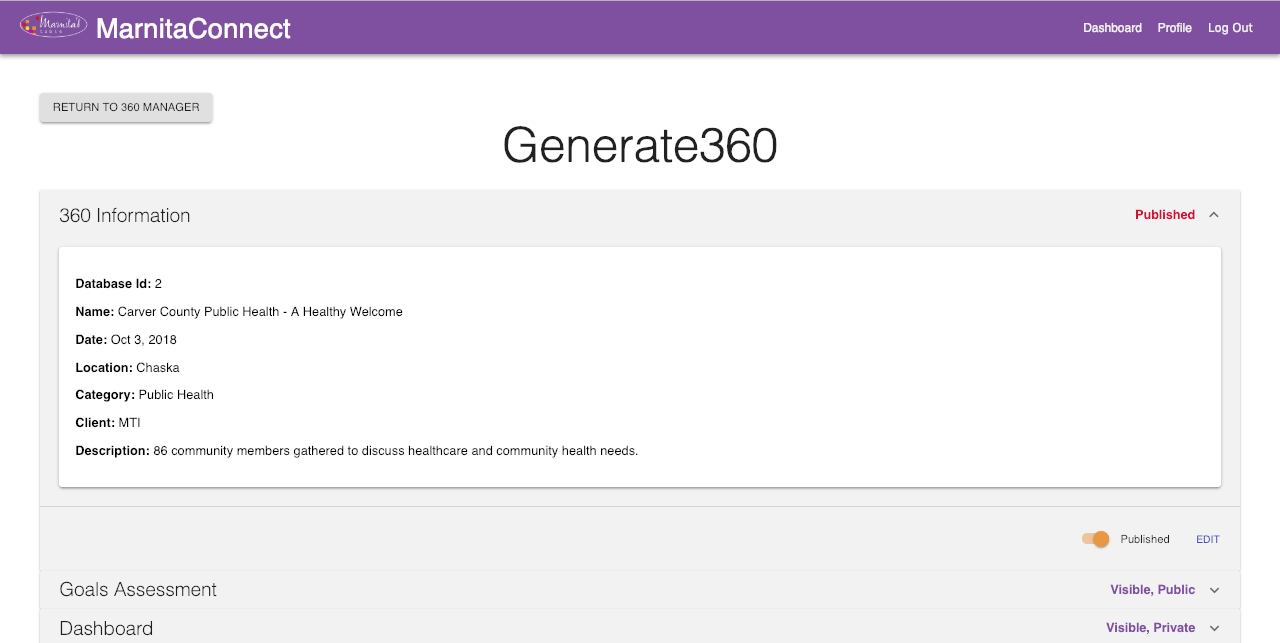 Marnita's
TABLE
MarnitaConnect
Dashboard Profile Log Out
RETURN TO 360 MANAGER
Generate360
360 Information Published
Database Id: 2
Name: Carver County Public Health - A Healthy Welcome
Date: Oct 3, 2018
Location: Chaska
Category: Public Health
Client: MTI
Description: 86 community members gathered to discuss healthcare and community health needs.
Published EDIT
Goals Assessment Visible, Public
Dashboard Visible, Private